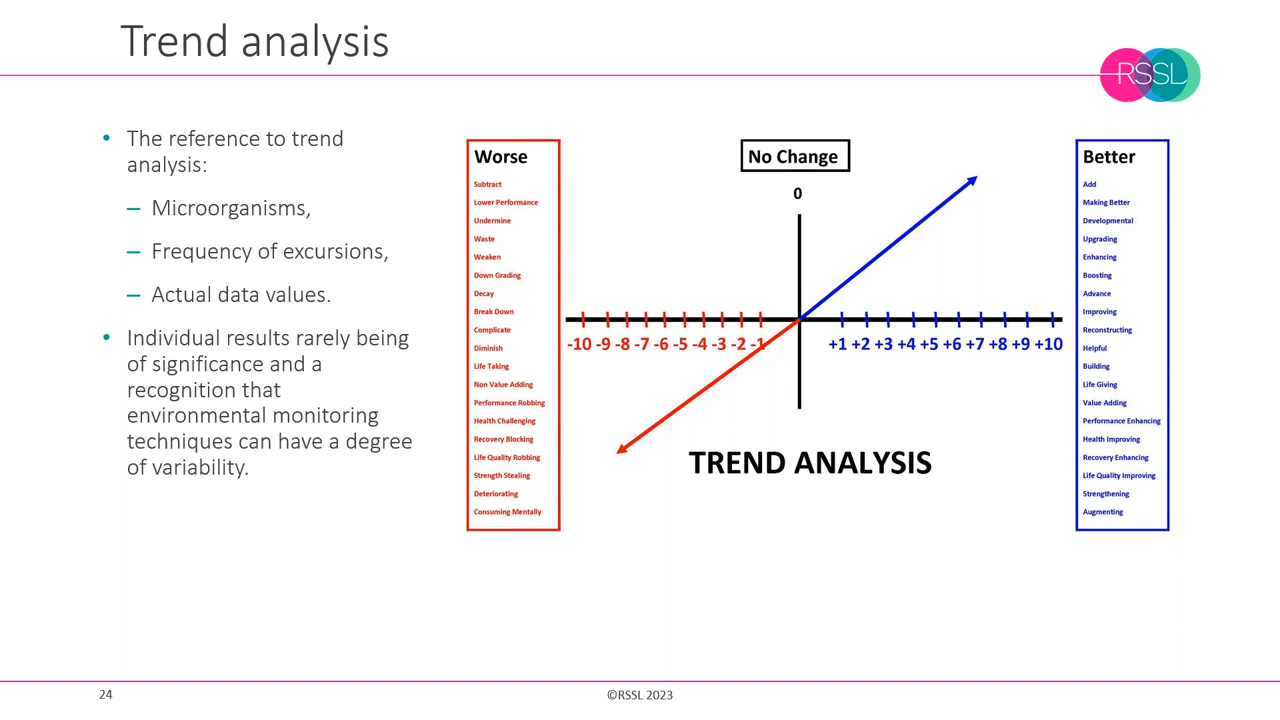 Trend analysis
RSSL
• The reference to trend
analysis:
– Microorganisms,
– Frequency of excursions,
– Actual data values.
• Individual results rarely being
of significance and a
recognition that
environmental monitoring
techniques can have a degree
of variability.
Worse
Subtract
Lower Performance
Undermine
Waste
Weaken
Down Grading
Decay
Break Down
Complicate
Diminish
Life Taking
Non Value Adding
Performance Robbing
Health Challenging
Recovery Blocking
Life Quality Robbing
Strength Stealing
Deteriorating
Consuming Mentally
No Change
0
-10 -9 -8 -7 -6 -5 -4 -3 -2 -1
+1 +2 +3 +4 +5 +6 +7 +8 +9 +10
TREND ANALYSIS
Better
Add
Making Better
Developmental
Upgrading
Enhancing
Boosting
Advance
Improving
Reconstructing
Helpful
Building
Life Giving
Value Adding
Performance Enhancing
Health Improving
Recovery Enhancing
Life Quality Improving
Strengthening
Augmenting
24
©RSSL 2023